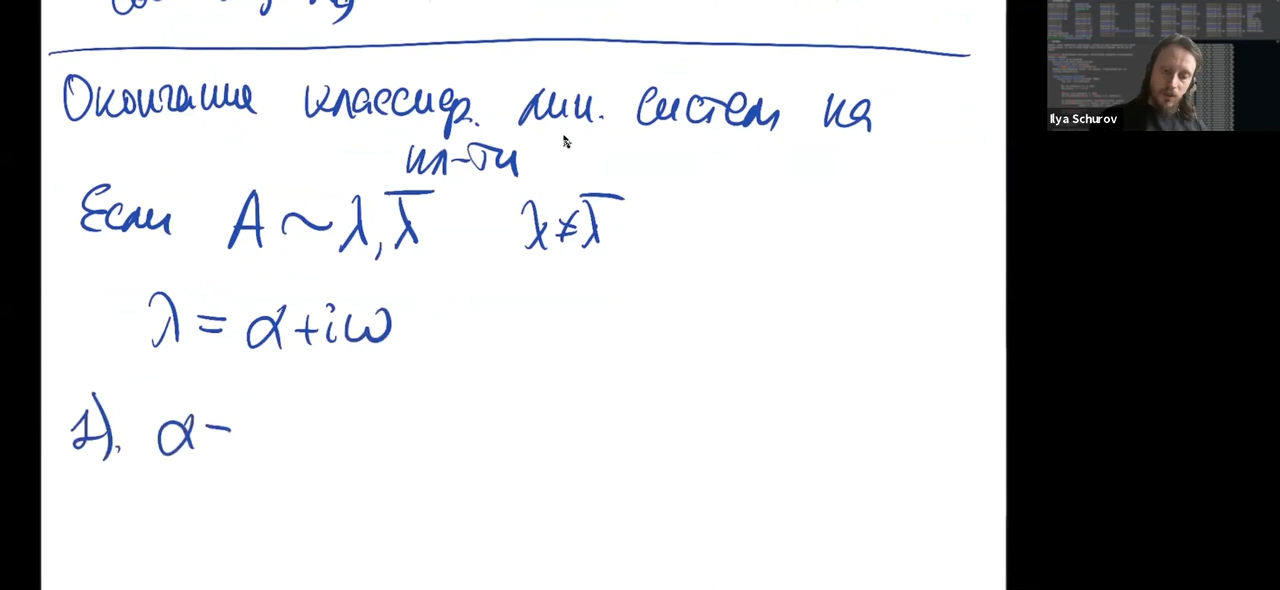 Окончание классиф. лин. систем на
пл-ти
Ilya Schurov
Если A ~ λ, λ̄ λ ≠ λ̄
λ = α + iω
1). α –